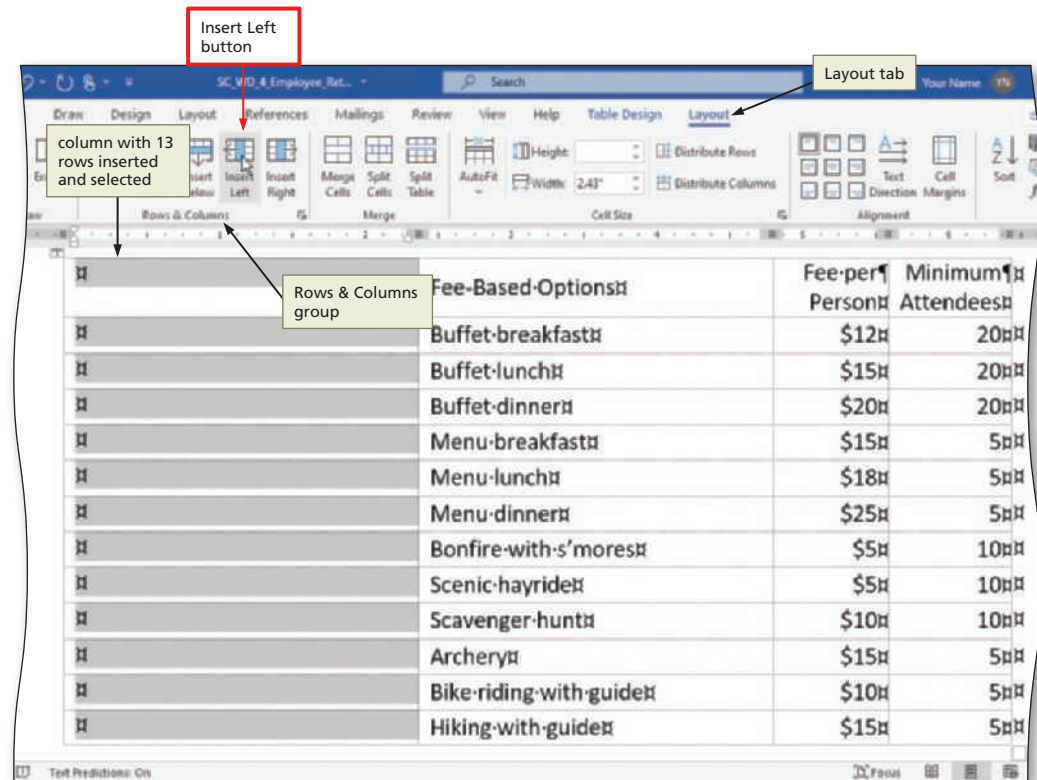 Insert Left
button
SC_WD_4_Employee_Ret...
Search
Layout tab
Your Name
YN
Draw Design Layout References Mailings Review View Help Table Design Layout
column with 13
rows inserted
and selected
Insert
Left
Insert
Right
Merge
Cells
Split
Cells
Split
Table
AutoFit
Height:
Width: 2.43"
Distribute Rows
Distribute Columns
Text
Direction
Cell
Margins
Sort
Rows & Columns Merge Cell Size Alignment
Rows & Columns
group
¤ Fee-Based·Options¤ Fee·per¶ Person¤ Minimum¶ Attendees¤ ¤
¤ Buffet·breakfast¤ $12¤ 20¤¤
¤ Buffet·lunch¤ $15¤ 20¤¤
¤ Buffet·dinner¤ $20¤ 20¤¤
¤ Menu·breakfast¤ $15¤ 5¤¤
¤ Menu·lunch¤ $18¤ 5¤¤
¤ Menu·dinner¤ $25¤ 5¤¤
¤ Bonfire·with·s’mores¤ $5¤ 10¤¤
¤ Scenic·hayride¤ $5¤ 10¤¤
¤ Scavenger·hunt¤ $10¤ 10¤¤
¤ Archery¤ $15¤ 5¤¤
¤ Bike·riding·with·guide¤ $10¤ 5¤¤
¤ Hiking·with·guide¤ $15¤ 5¤¤
Text Predictions: On Focus